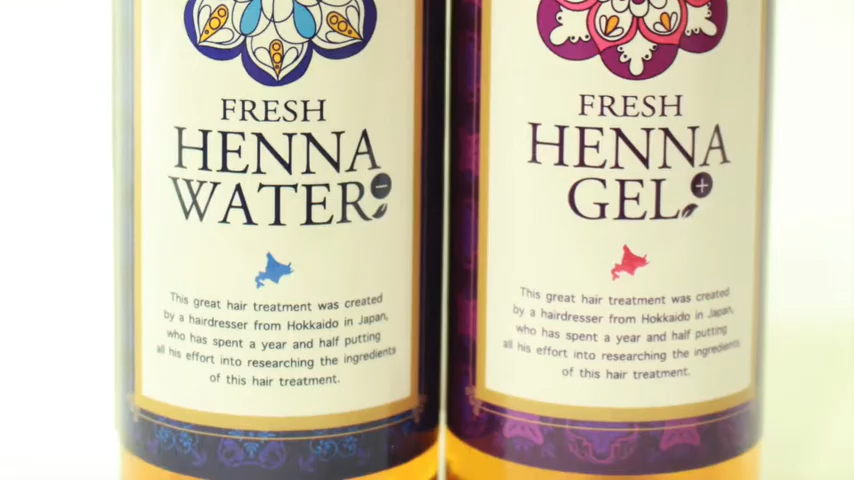 FRESH
HENNA
WATER
This great hair treatment was created
by a hairdresser from Hokkaido in Japan,
who has spent a year and half putting
all his effort into researching the ingredients
of this hair treatment.
FRESH
HENNA
GEL
This great hair treatment was created
by a hairdresser from Hokkaido in Japan,
who has spent a year and half putting
all his effort into researching the ingredients
of this hair treatment.